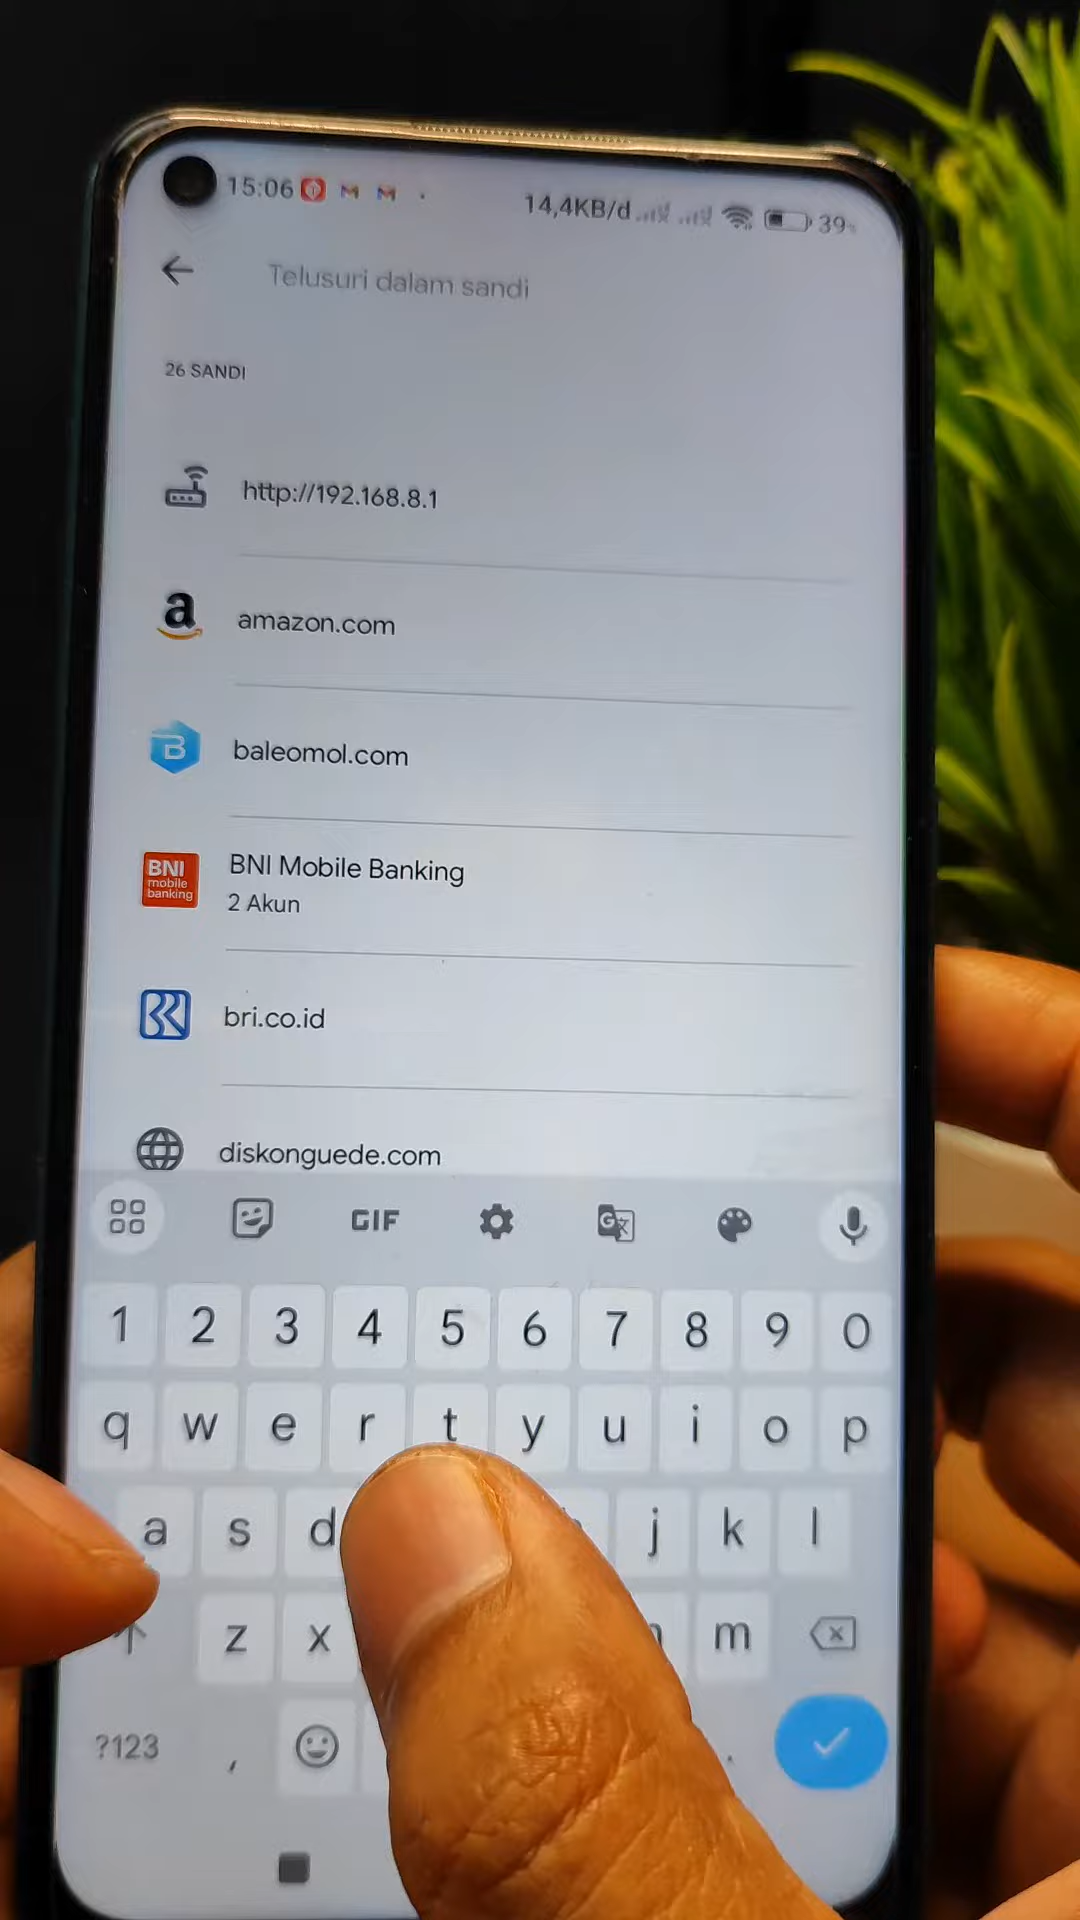 15:06 14,4KB/d 39
Telusuri dalam sandi
26 SANDI
http://192.168.8.1
a amazon.com
B baleomol.com
BNI mobile banking
BNI Mobile Banking
2 Akun
bri.co.id
diskonguede.com
GIF
1 2 3 4 5 6 7 8 9 0
q w e r t y u i o p
a s d j k l
z x m
?123 , .